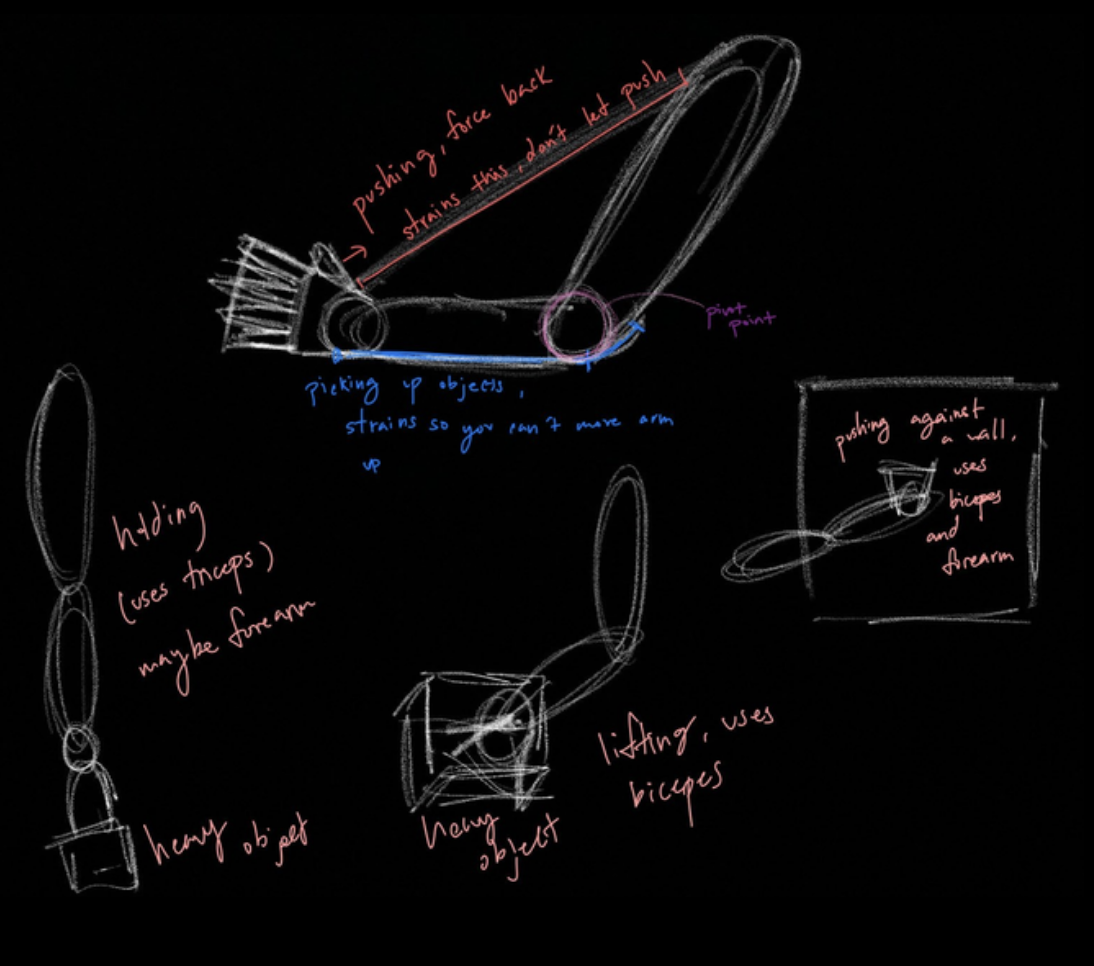 pushing, force back
strains this, don't let push
pivot
point
picking up objects,
strains so you can't move arm
up
pushing against
a wall,
uses
biceps
and
forearm
holding
(uses triceps)
maybe forearm
heavy object
lifting, uses
biceps
heavy
object